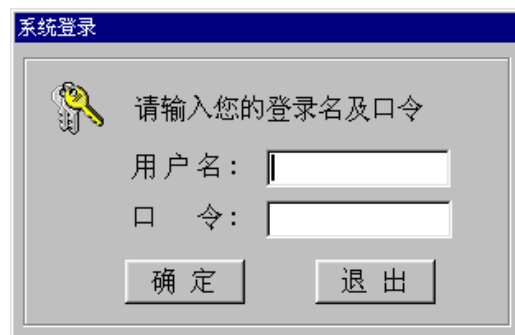 系统登录
请输入您的登录名及口令
用户名：
口 令：
确 定 退 出